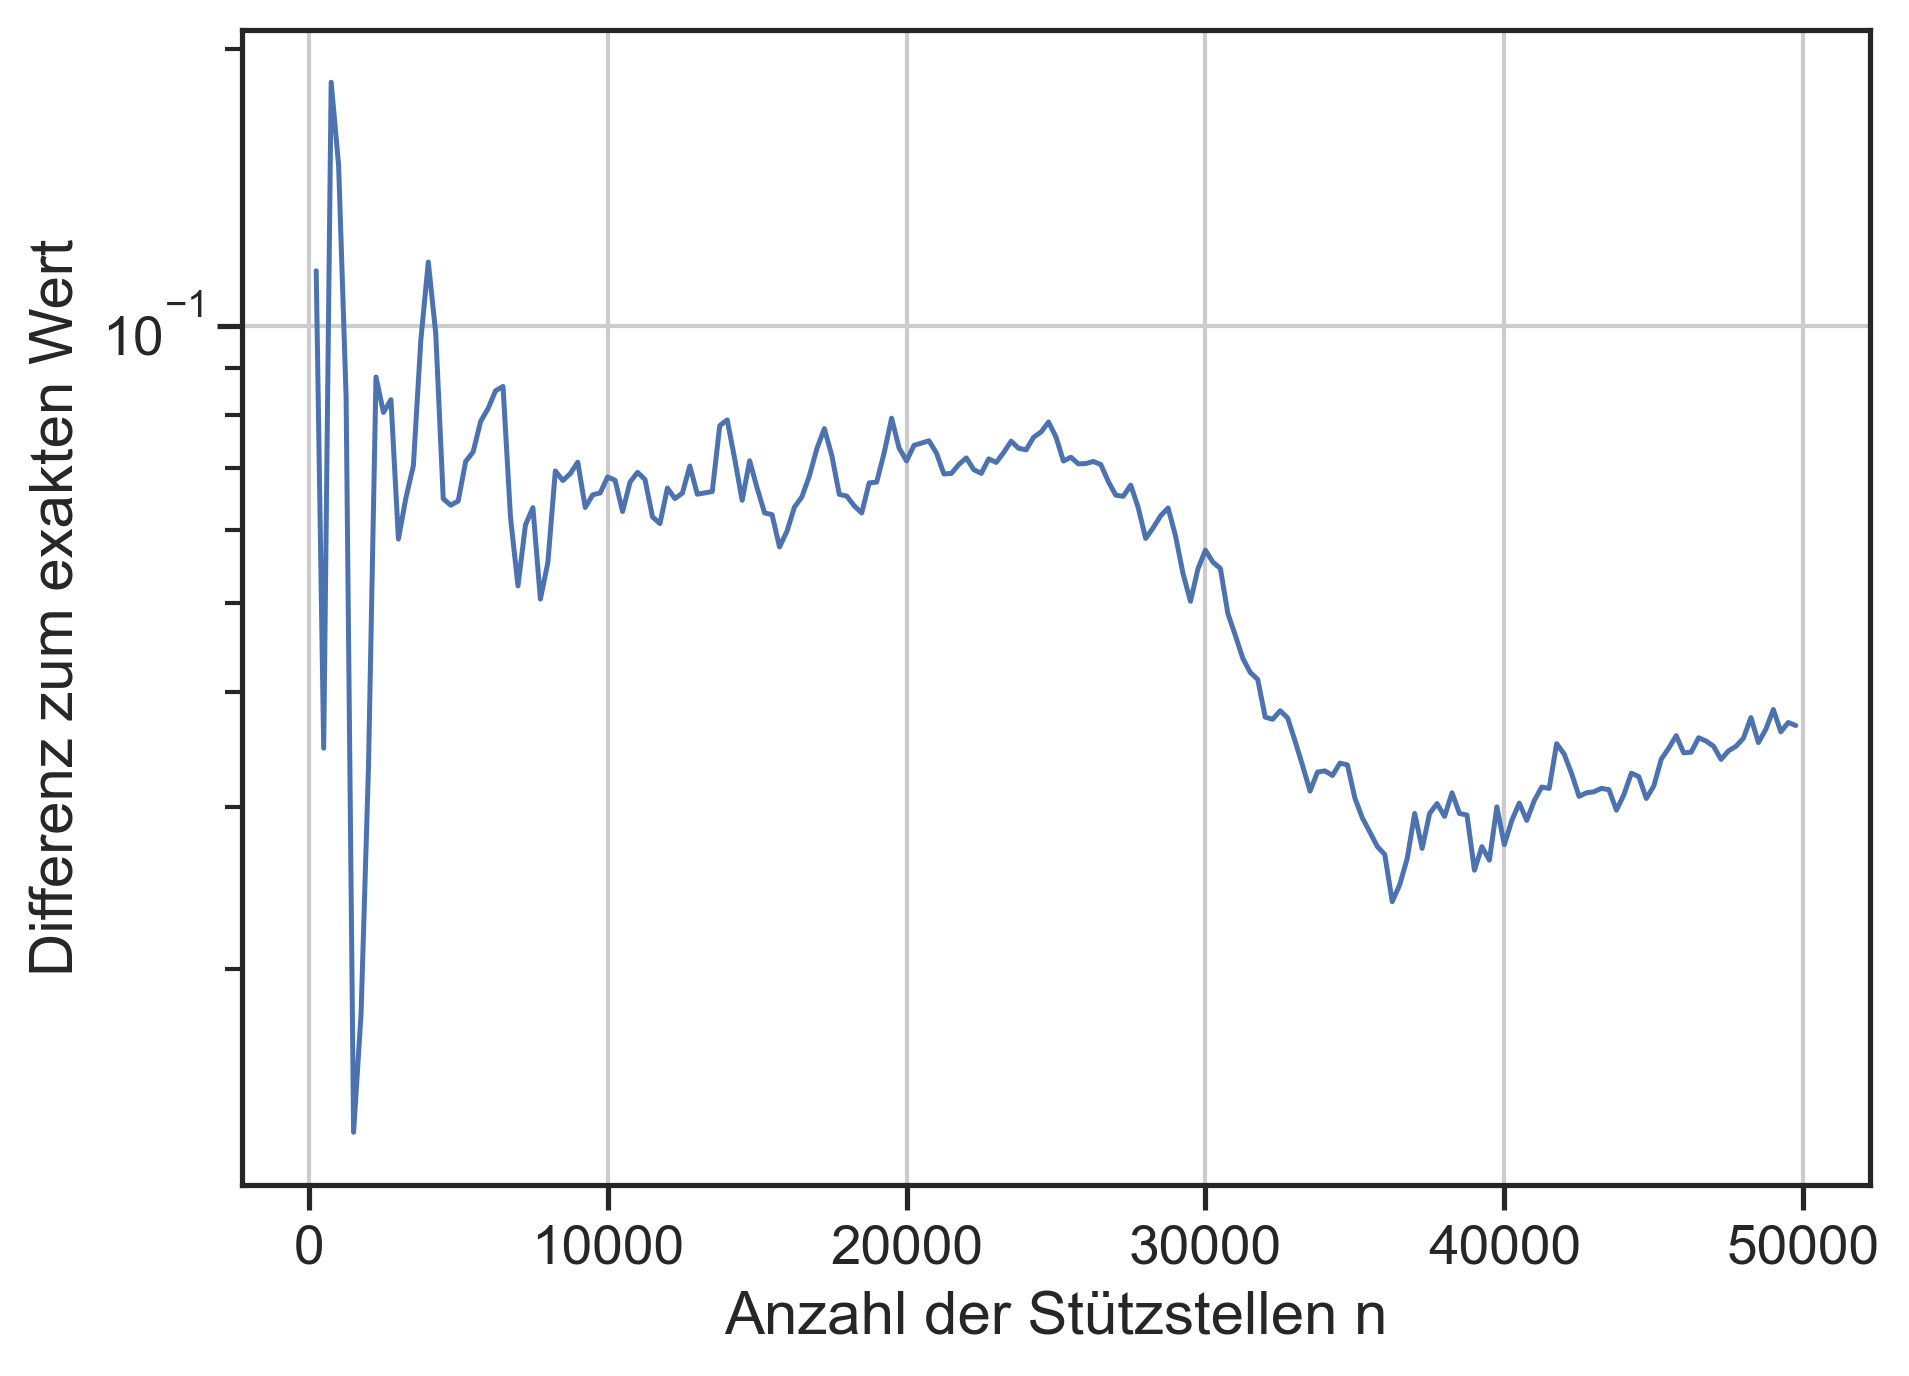 Differenz zum exakten Wert
10⁻¹
0 10000 20000 30000 40000 50000
Anzahl der Stützstellen n